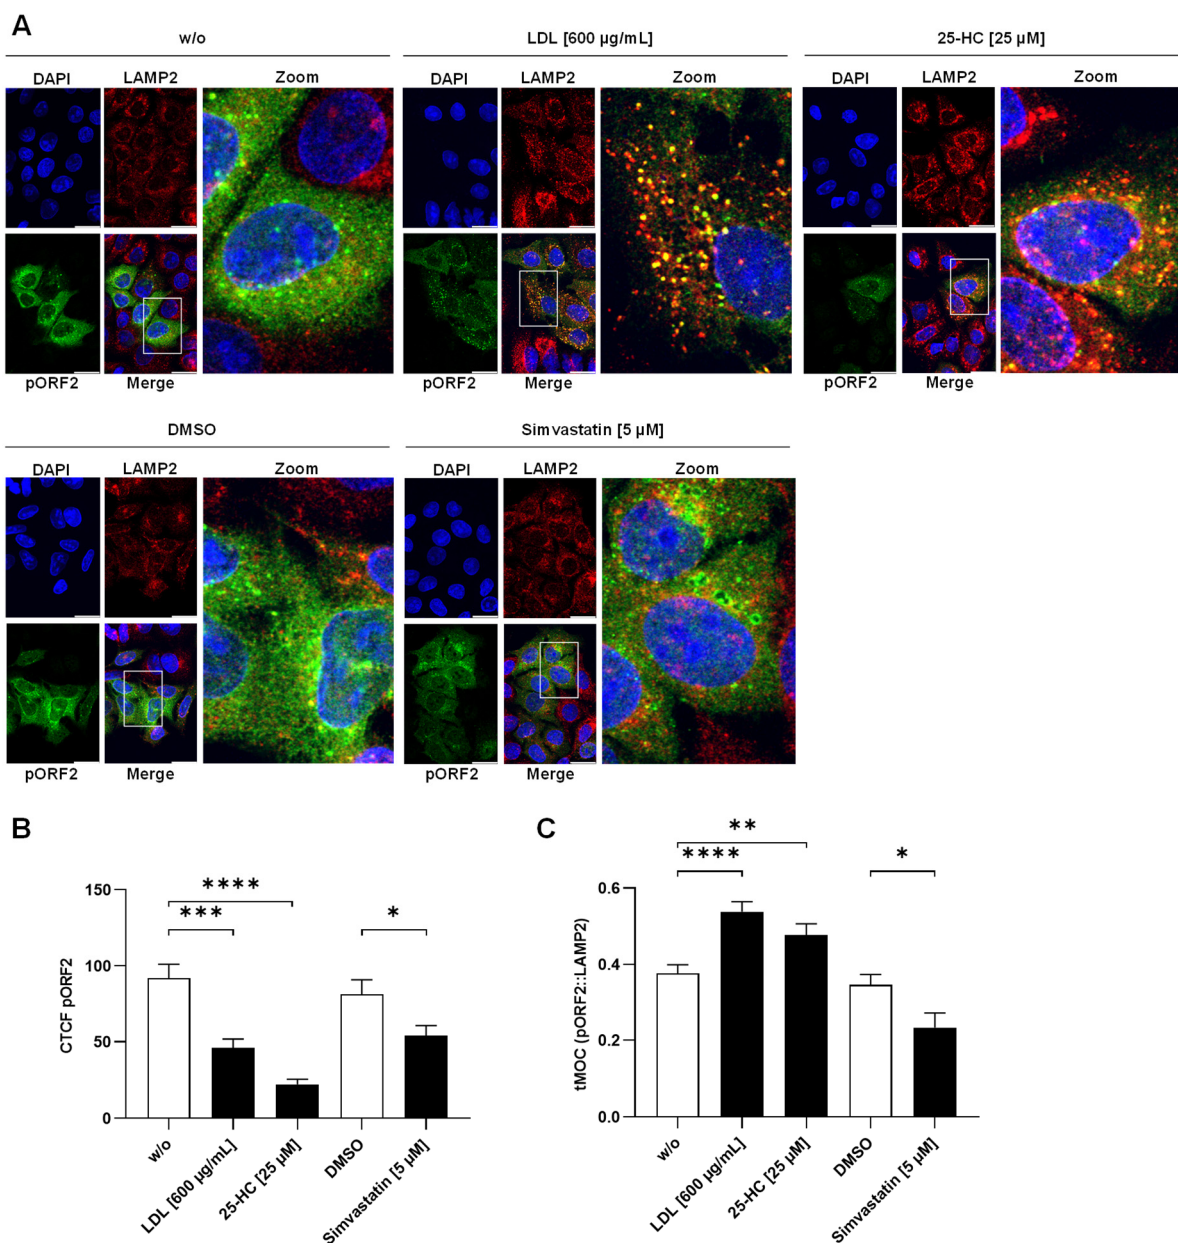 A
w/o
LDL [600 µg/mL]
25-HC [25 µM]
DAPI LAMP2 Zoom
DAPI LAMP2 Zoom
DAPI LAMP2 Zoom
pORF2 Merge
pORF2 Merge
pORF2 Merge
DMSO
Simvastatin [5 µM]
DAPI LAMP2 Zoom
DAPI LAMP2 Zoom
pORF2 Merge
pORF2 Merge
B
CTCF pORF2
150
100
50
0
****
***
*
w/o
LDL [600 µg/mL]
25-HC [25 µM]
DMSO
Simvastatin [5 µM]
C
tMOC (pORF2::LAMP2)
0.6
0.4
0.2
0.0
**
****
*
w/o
LDL [600 µg/mL]
25-HC [25 µM]
DMSO
Simvastatin [5 µM]